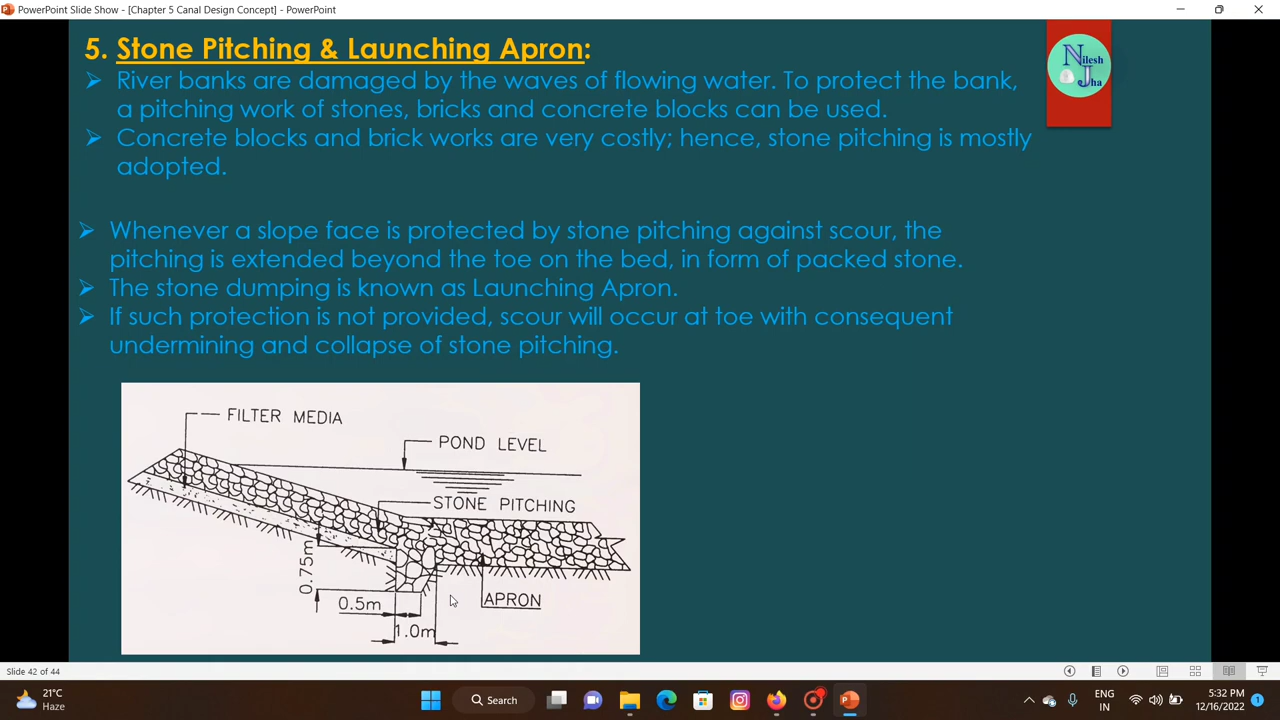 PowerPoint Slide Show - [Chapter 5 Canal Design Concept] - PowerPoint
5. Stone Pitching & Launching Apron:
➢ River banks are damaged by the waves of flowing water. To protect the bank,
a pitching work of stones, bricks and concrete blocks can be used.
➢ Concrete blocks and brick works are very costly; hence, stone pitching is mostly
adopted.
Nilesh
Jha
➢ Whenever a slope face is protected by stone pitching against scour, the
pitching is extended beyond the toe on the bed, in form of packed stone.
➢ The stone dumping is known as Launching Apron.
➢ If such protection is not provided, scour will occur at toe with consequent
undermining and collapse of stone pitching.
FILTER MEDIA
POND LEVEL
STONE PITCHING
0.75m
0.5m
APRON
1.0m
Slide 42 of 44
21°C
Haze
Search
ENG
IN
5:32 PM
12/16/2022
1